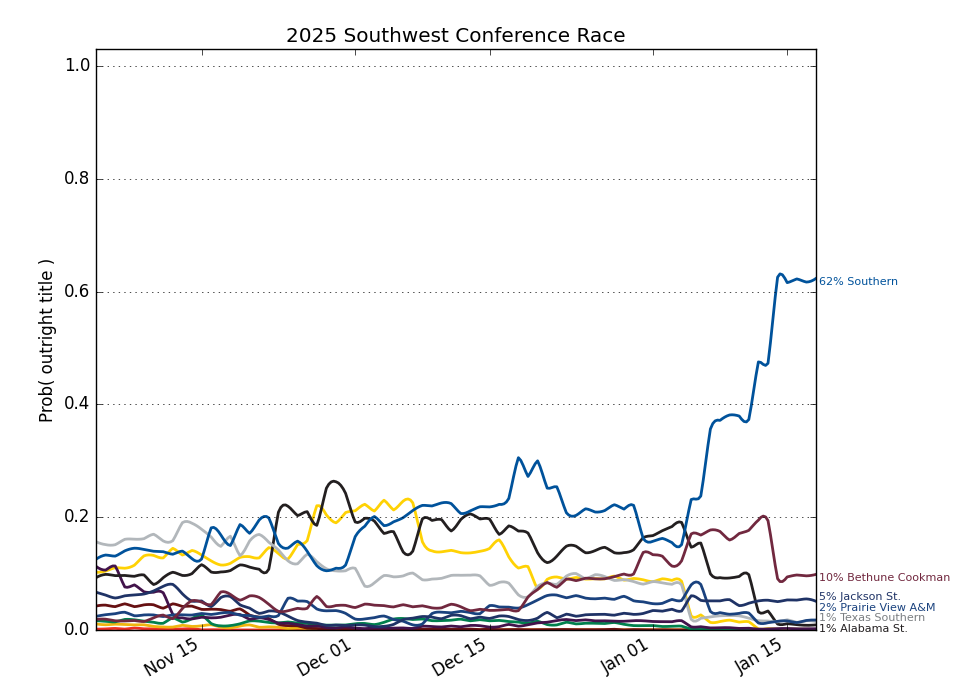 2025 Southwest Conference Race
Prob( outright title )
1.0
0.8
0.6
0.4
0.2
0.0
Nov 15
Dec 01
Dec 15
Jan 01
Jan 15
62% Southern
10% Bethune Cookman
5% Jackson St.
2% Prairie View A&M
1% Texas Southern
1% Alabama St.